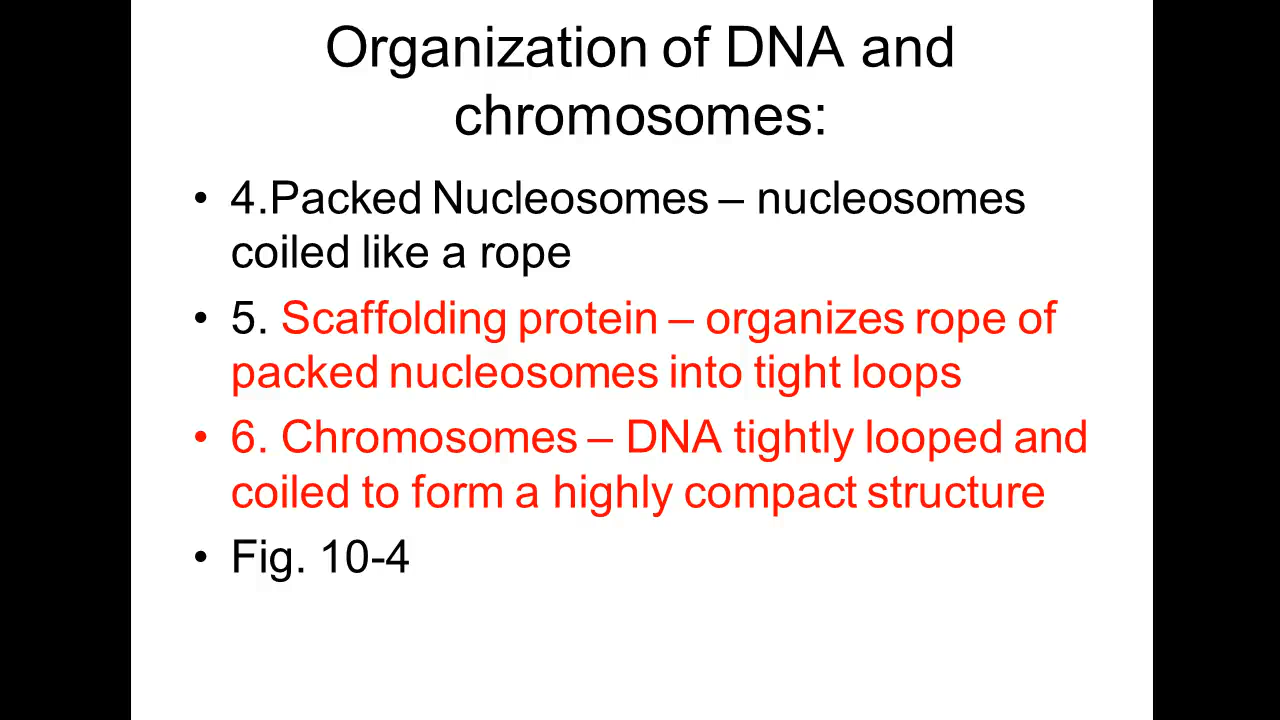 Organization of DNA and
chromosomes:
• 4.Packed Nucleosomes – nucleosomes
coiled like a rope
• 5. Scaffolding protein – organizes rope of
packed nucleosomes into tight loops
• 6. Chromosomes – DNA tightly looped and
coiled to form a highly compact structure
• Fig. 10-4